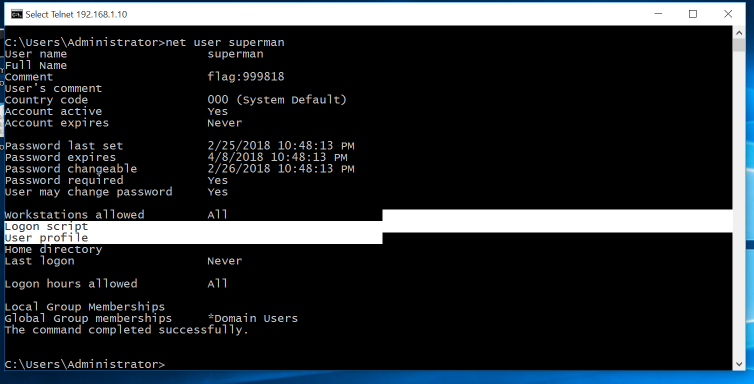 Select Telnet 192.168.1.10
C:\Users\Administrator>net user superman
User name superman
Full Name
Comment flag:999818
User's comment
Country code 000 (System Default)
Account active Yes
Account expires Never
Password last set 2/25/2018 10:48:13 PM
Password expires 4/8/2018 10:48:13 PM
Password changeable 2/26/2018 10:48:13 PM
Password required Yes
User may change password Yes
Workstations allowed All
Logon script
User profile
Home directory
Last logon Never
Logon hours allowed All
Local Group Memberships
Global Group memberships *Domain Users
The command completed successfully.
C:\Users\Administrator>